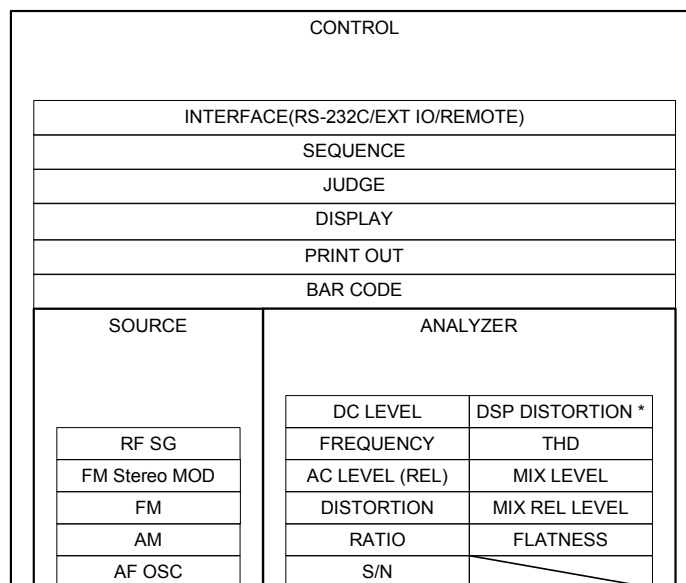 CONTROL
INTERFACE(RS-232C/EXT IO/REMOTE)
SEQUENCE
JUDGE
DISPLAY
PRINT OUT
BAR CODE
SOURCE
RF SG
FM Stereo MOD
FM
AM
AF OSC
ANALYZER
DC LEVEL DSP DISTORTION *
FREQUENCY THD
AC LEVEL (REL) MIX LEVEL
DISTORTION MIX REL LEVEL
RATIO FLATNESS
S/N